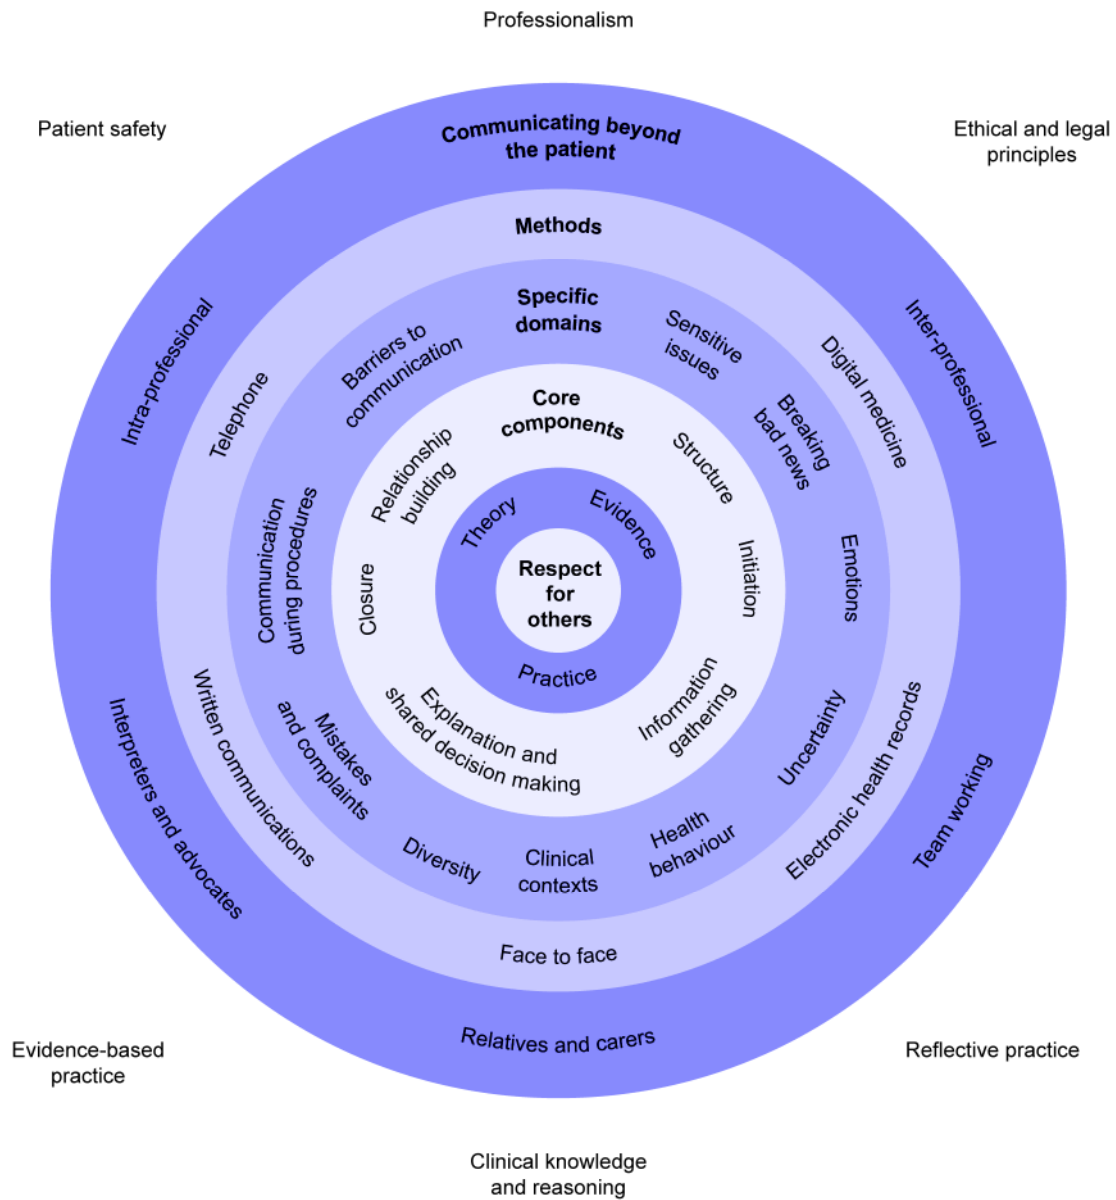 Professionalism
Patient safety
Ethical and legal
principles
Communicating beyond
the patient
Intra-professional
Inter-professional
Interpreters and advocates
Team working
Relatives and carers
Methods
Telephone
Digital medicine
Written communications
Electronic health records
Face to face
Specific
domains
Barriers to
communication
Sensitive
issues
Breaking
bad news
Communication
during procedures
Emotions
Mistakes
and complaints
Uncertainty
Diversity
Clinical
contexts
Health
behaviour
Core
components
Relationship
building
Structure
Closure
Initiation
Explanation and
shared decision making
Information
gathering
Theory
Evidence
Practice
Respect
for
others
Evidence-based
practice
Reflective practice
Clinical knowledge
and reasoning